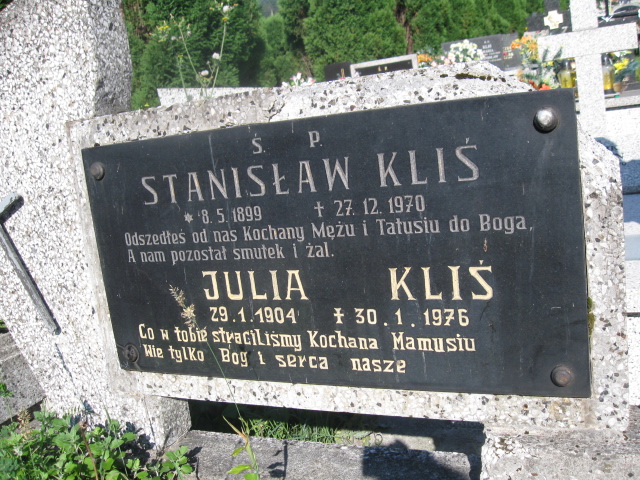 Ś. P.
STANISŁAW KLIŚ
* 8.5.1899 † 27.12.1970
Odszedłeś od nas Kochany Mężu i Tatusiu do Boga,
A nam pozostał smutek i żal.
JULIA KLIŚ
29.1.1904 † 30.1.1976
Co w tobie straciliśmy Kochana Mamusiu
Wie tylko Bog i serca nasze